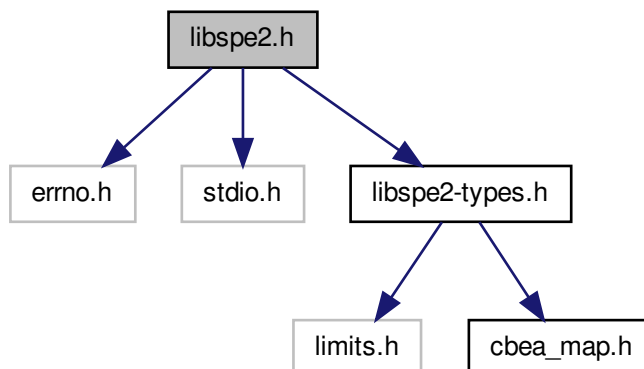 libspe2.h
errno.h
stdio.h
libspe2-types.h
limits.h
cbea_map.h